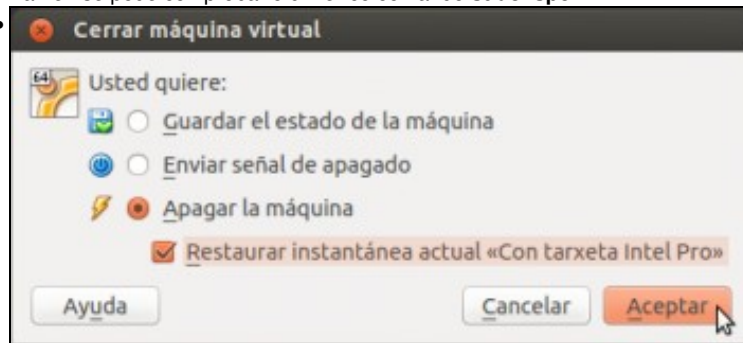 Cerrar máquina virtual
64
Usted quiere:
Guardar el estado de la máquina
Enviar señal de apagado
Apagar la máquina
Restaurar instantánea actual «Con tarxeta Intel Pro»
Ayuda
Cancelar
Aceptar